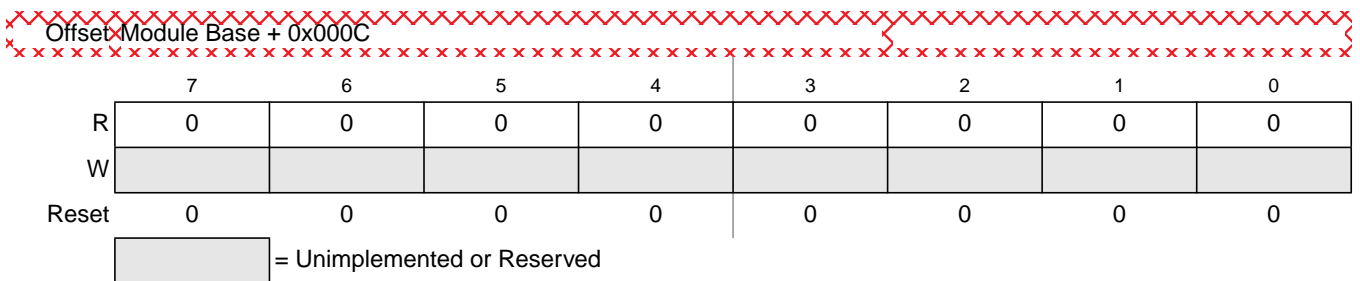 Offset Module Base + 0x000C
7 6 5 4 3 2 1 0
R 0 0 0 0 0 0 0 0
W
Reset 0 0 0 0 0 0 0 0
= Unimplemented or Reserved